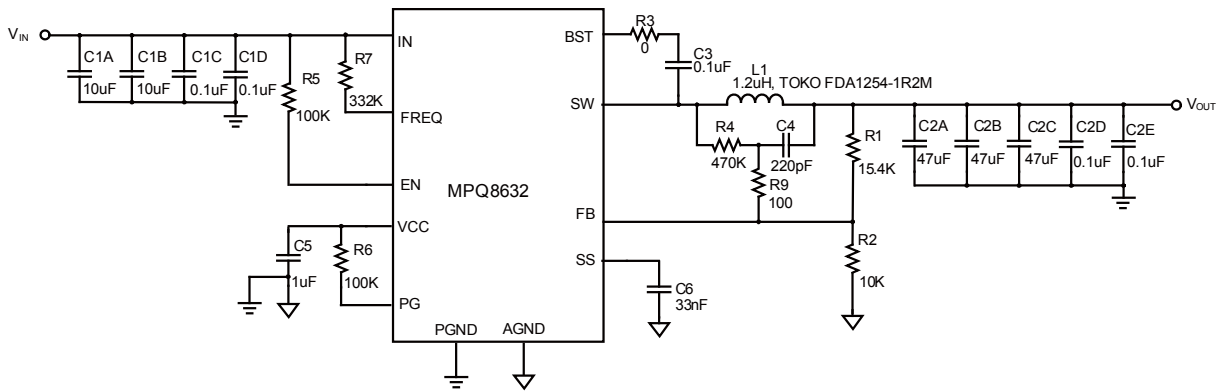 VIN
C1A
10uF
C1B
10uF
C1C
0.1uF
C1D
0.1uF
R5
100K
R7
332K
IN
FREQ
EN
VCC
C5
1uF
R6
100K
PG
MPQ8632
PGND
AGND
BST
SW
FB
SS
R3
0
C3
0.1uF
L1
1.2uH, TOKO FDA1254-1R2M
R4
470K
C4
220pF
R9
100
R1
15.4K
R2
10K
C6
33nF
C2A
47uF
C2B
47uF
C2C
47uF
C2D
0.1uF
C2E
0.1uF
VOUT